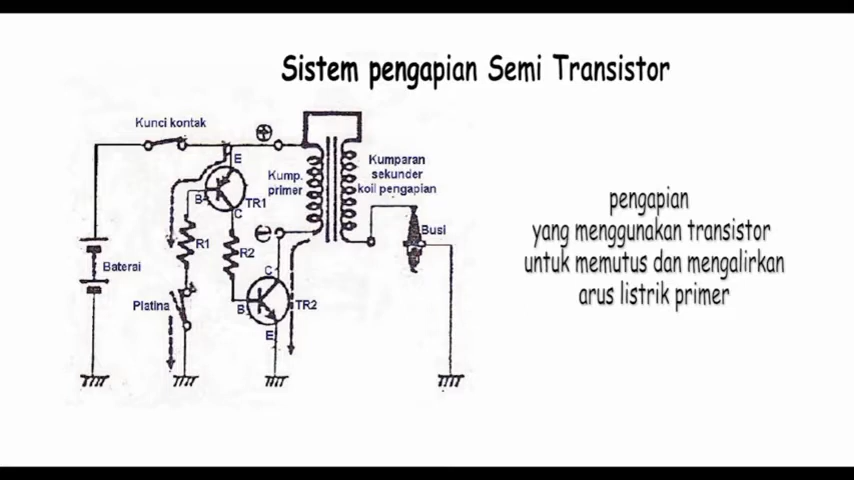 Sistem pengapian Semi Transistor
Kunci kontak
E
Kump.
primer
Kumparan
sekunder
koil pengapian
B
TR1
C
R1
R2
Busi
C
Baterai
Platina
B
TR2
E
pengapian
yang menggunakan transistor
untuk memutus dan mengalirkan
arus listrik primer